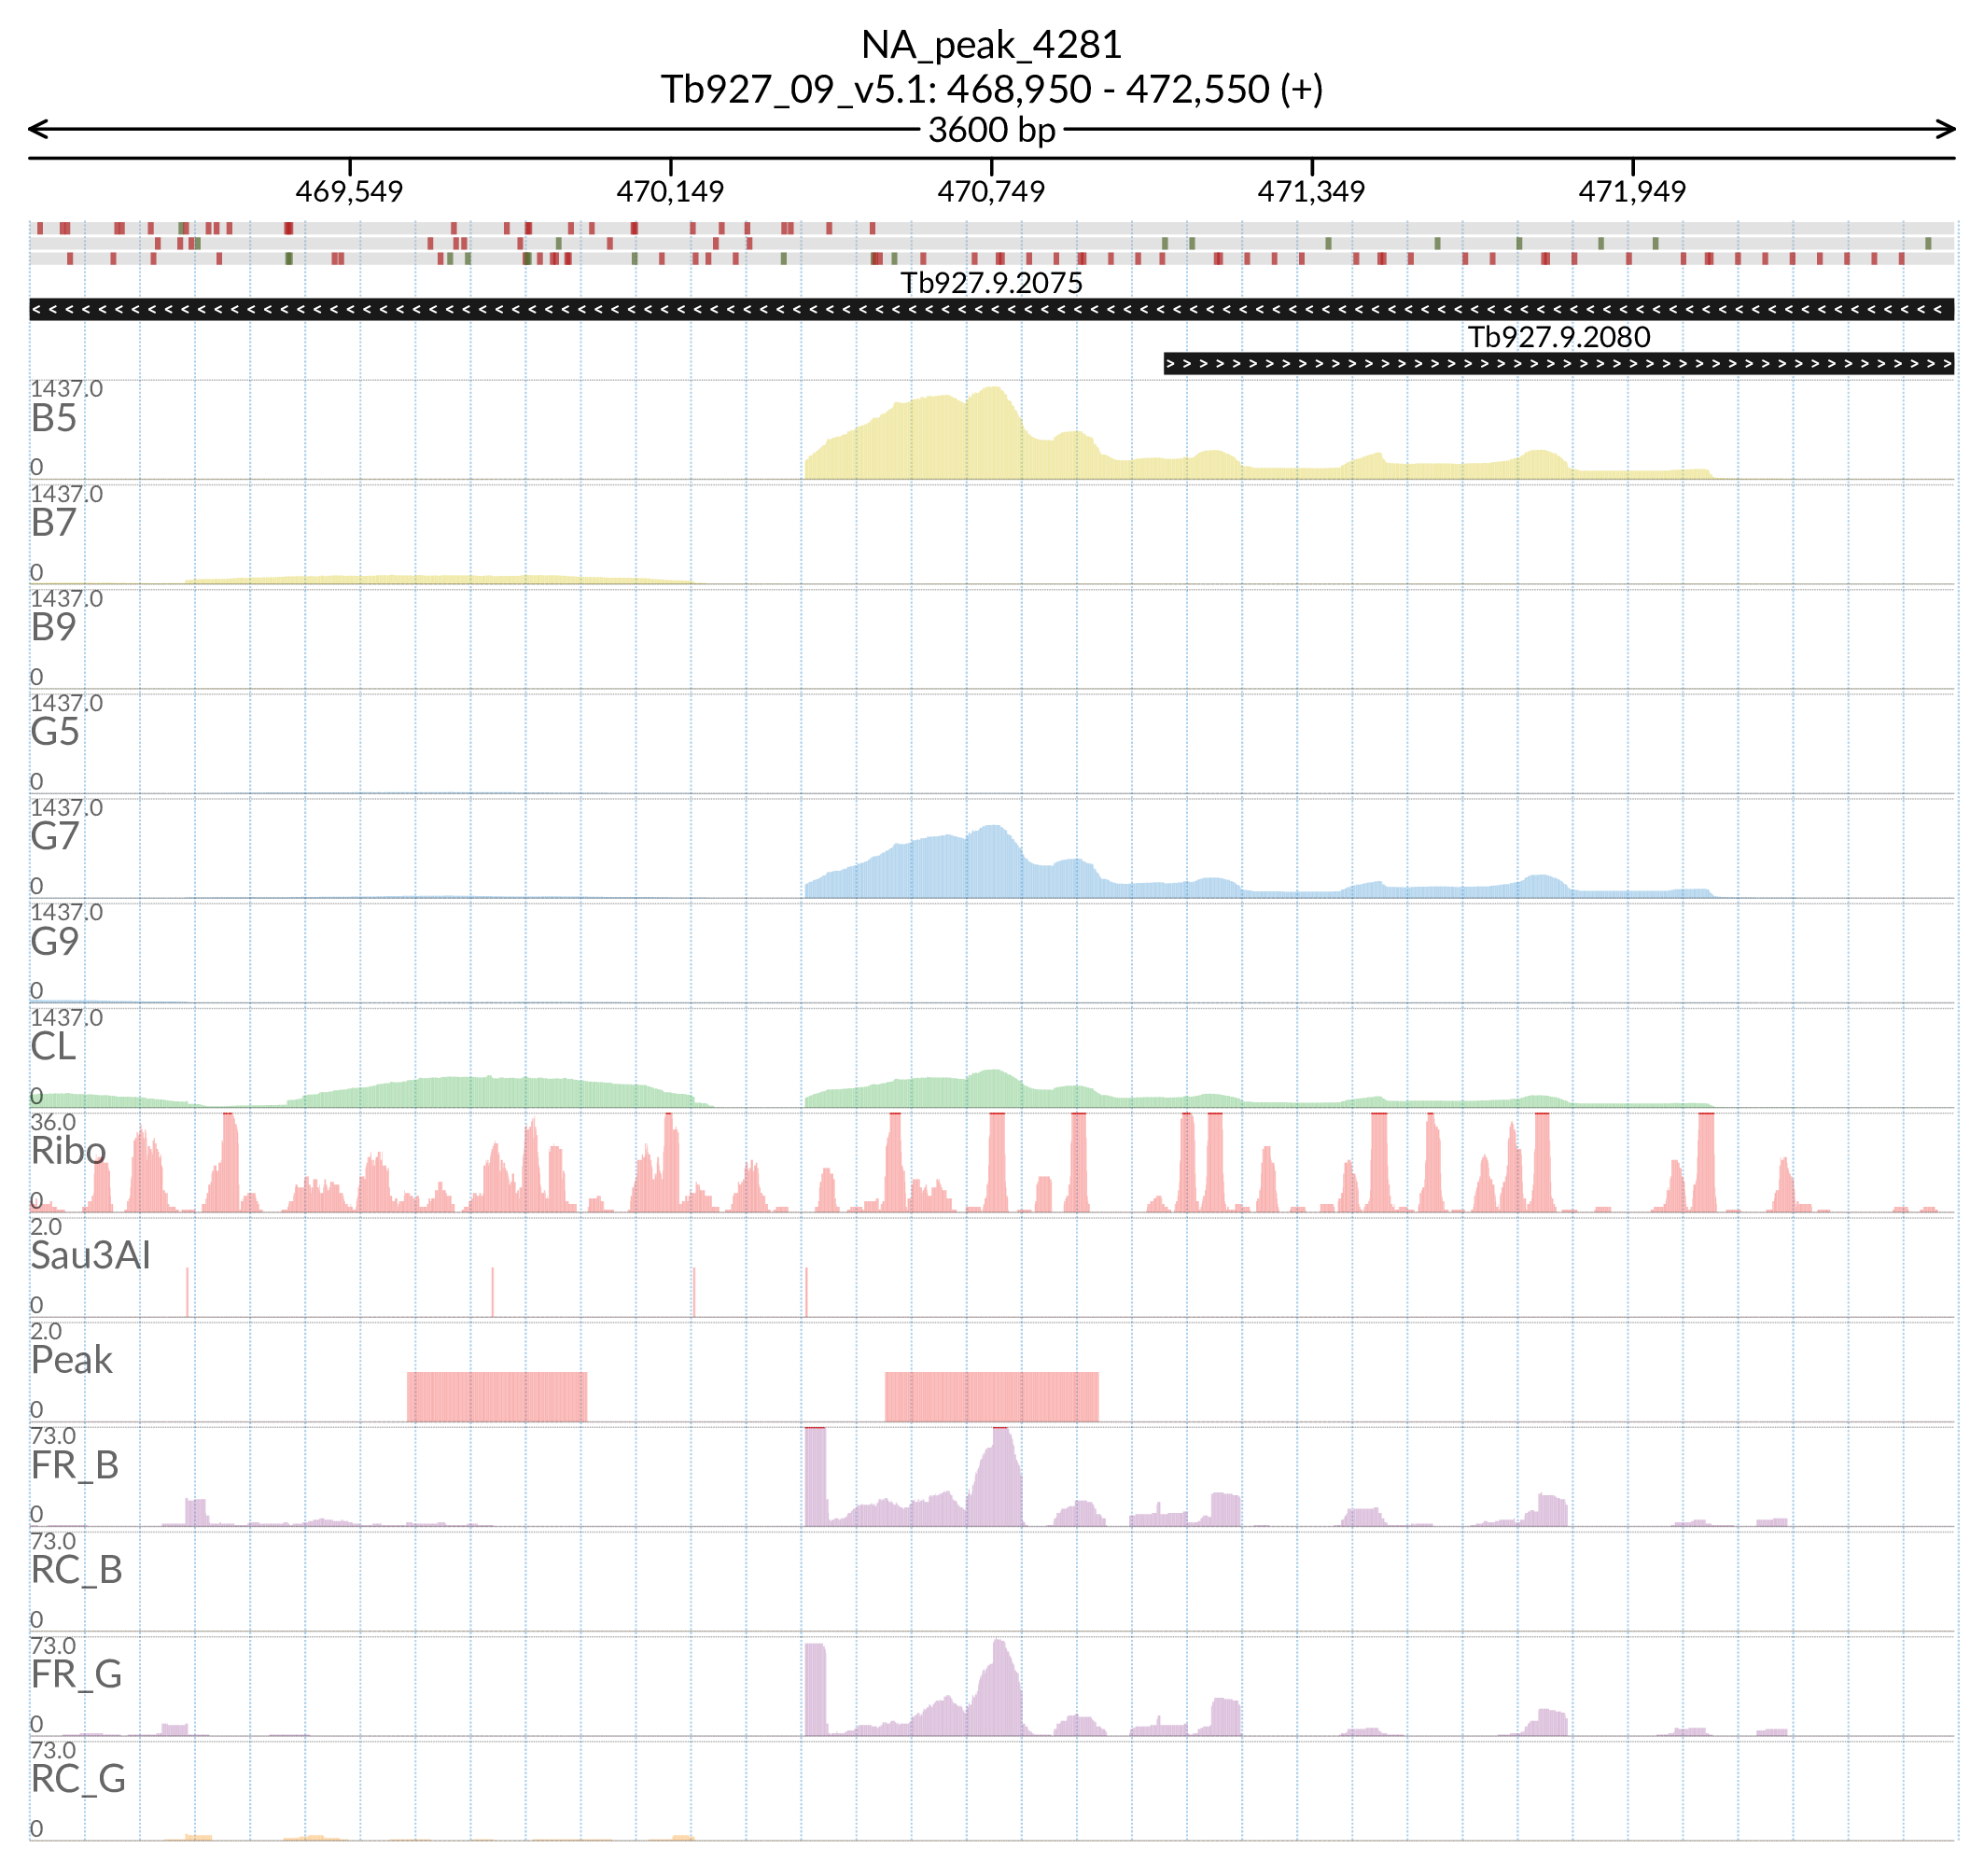 NA_peak_4281
Tb927_09_v5.1: 468,950 - 472,550 (+)
3600 bp
469,549 470,149 470,749 471,349 471,949
Tb927.9.2075
Tb927.9.2080
1437.0
B5
0
1437.0
B7
0
1437.0
B9
0
1437.0
G5
0
1437.0
G7
0
1437.0
G9
0
1437.0
CL
0
36.0
Ribo
0
2.0
Sau3AI
0
2.0
Peak
0
73.0
FR_B
0
73.0
RC_B
0
73.0
FR_G
0
73.0
RC_G
0